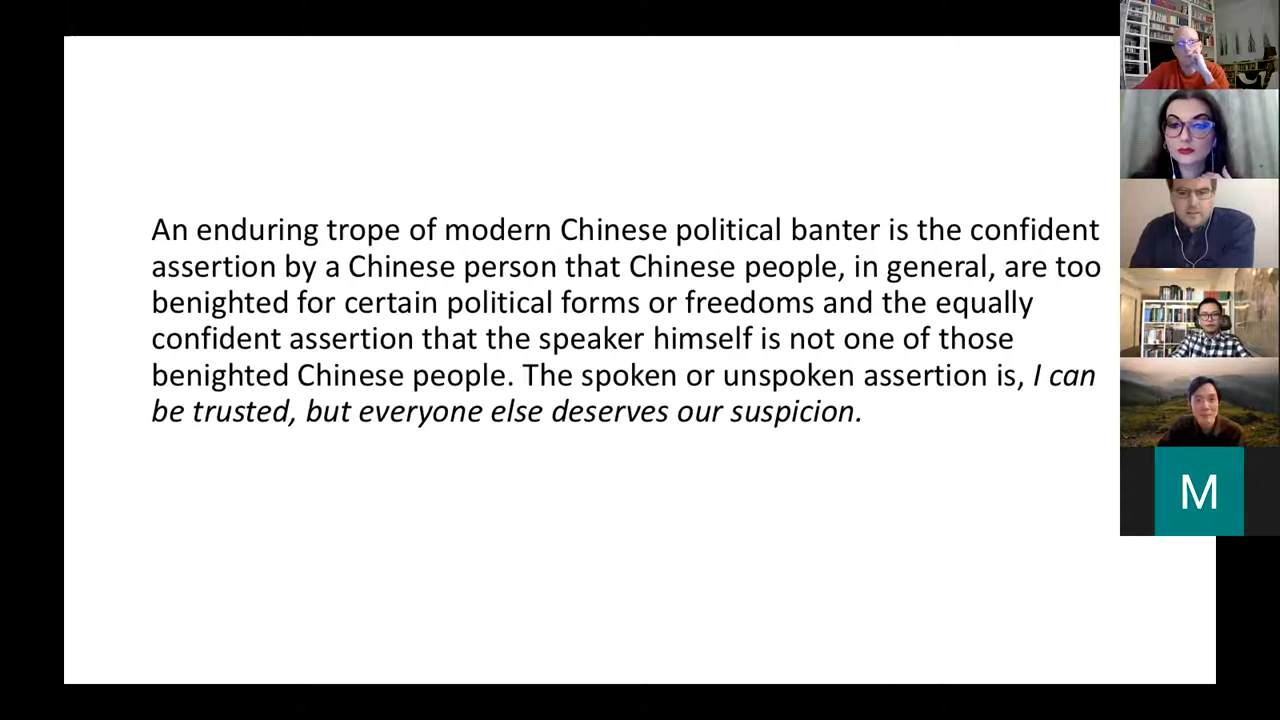 An enduring trope of modern Chinese political banter is the confident
assertion by a Chinese person that Chinese people, in general, are too
benighted for certain political forms or freedoms and the equally
confident assertion that the speaker himself is not one of those
benighted Chinese people. The spoken or unspoken assertion is, I can
be trusted, but everyone else deserves our suspicion.
M